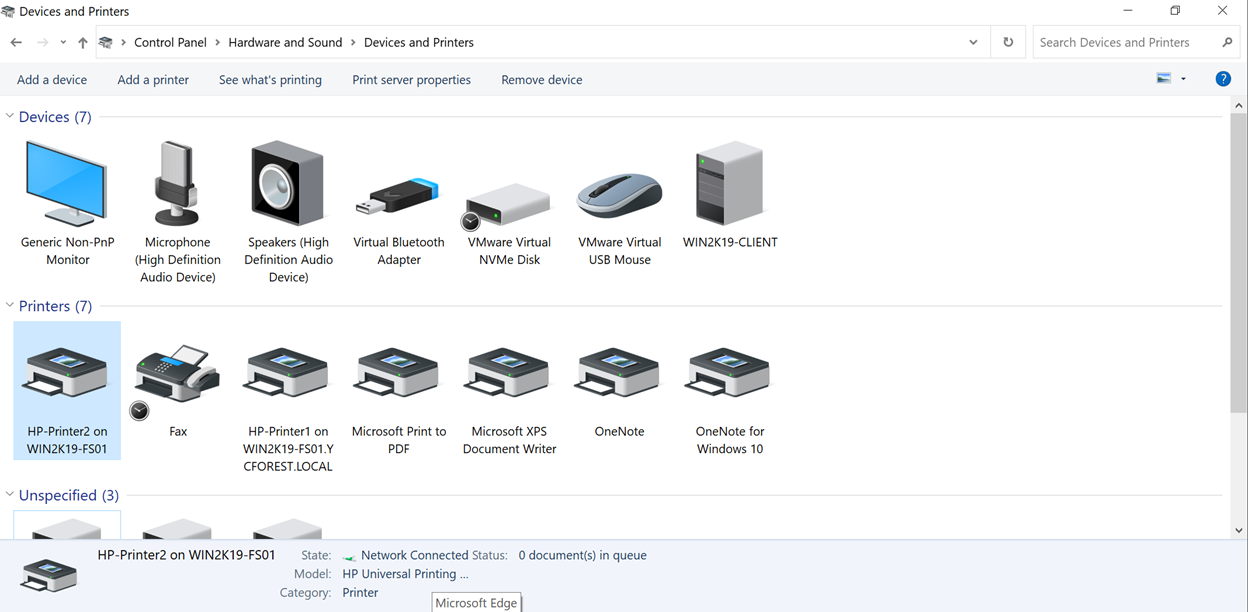 Devices and Printers
Control Panel > Hardware and Sound > Devices and Printers
Search Devices and Printers
Add a device Add a printer See what's printing Print server properties Remove device
?
Devices (7)
Generic Non-PnP
Monitor
Microphone
(High Definition
Audio Device)
Speakers (High
Definition Audio
Device)
Virtual Bluetooth
Adapter
VMware Virtual
NVMe Disk
VMware Virtual
USB Mouse
WIN2K19-CLIENT
Printers (7)
HP-Printer2 on
WIN2K19-FS01
Fax
HP-Printer1 on
WIN2K19-FS01.Y
CFOREST.LOCAL
Microsoft Print to
PDF
Microsoft XPS
Document Writer
OneNote
OneNote for
Windows 10
Unspecified (3)
HP-Printer2 on WIN2K19-FS01 State: Network Connected Status: 0 document(s) in queue
Model: HP Universal Printing ...
Category: Printer
Microsoft Edge